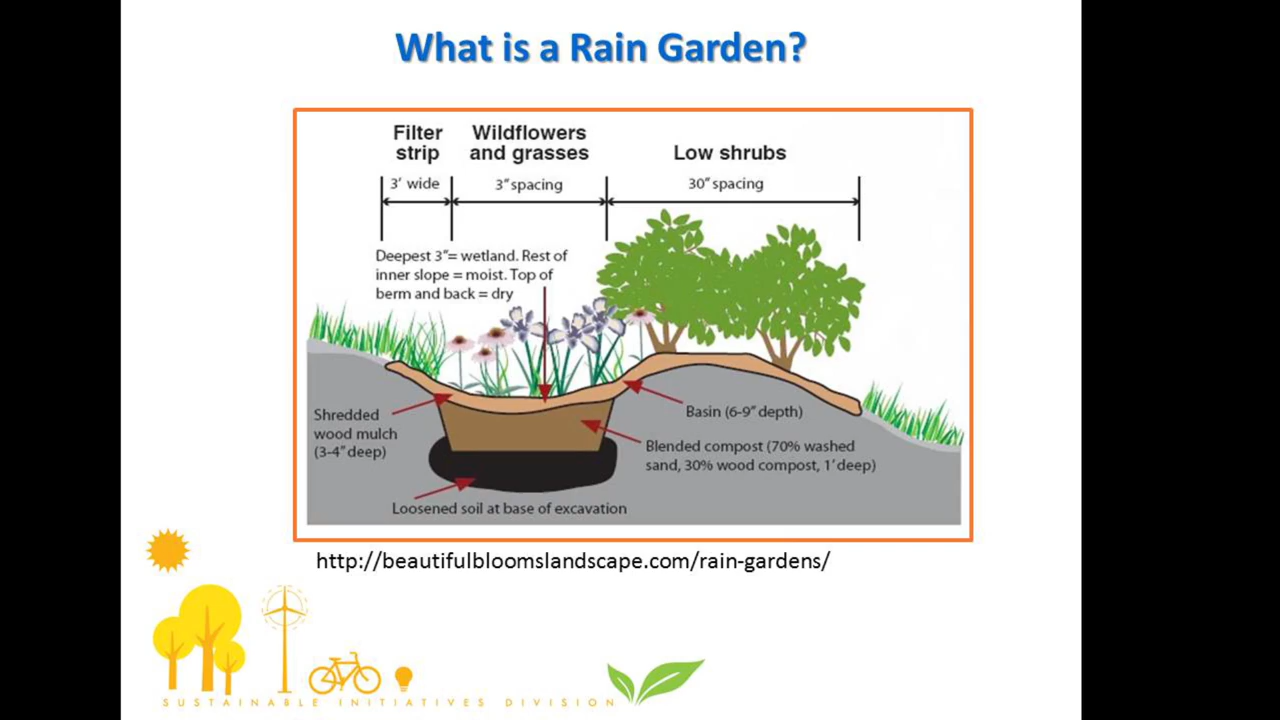 What is a Rain Garden?
Filter
strip
Wildflowers
and grasses
Low shrubs
3' wide
3" spacing
30" spacing
Deepest 3"= wetland. Rest of
inner slope = moist. Top of
berm and back = dry
Shredded
wood mulch
(3-4" deep)
Basin (6-9" depth)
Blended compost (70% washed
sand, 30% wood compost, 1' deep)
Loosened soil at base of excavation
http://beautifulbloomslandscape.com/rain-gardens/
SUSTAINABLE INITIATIVES DIVISION